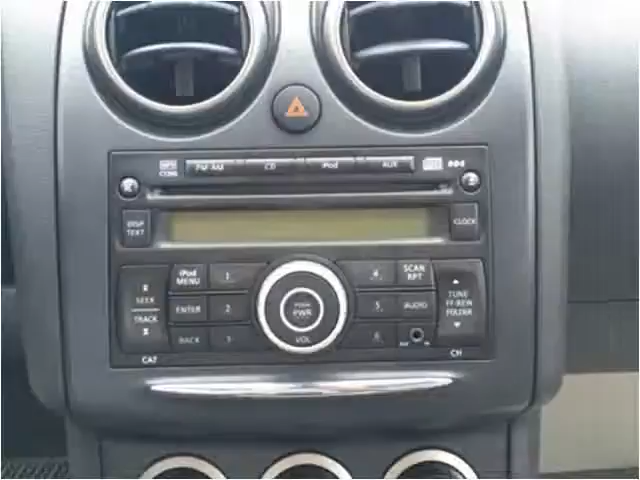 FM·AM CD iPod AUX
DISP TEXT
CLOCK
iPod MENU
1
4
SCAN RPT
SEEK
TRACK
ENTER
2
PUSH PWR
5
AUDIO
TUNE
FF·REW
FOLDER
BACK
3
VOL
6
CAT
CH